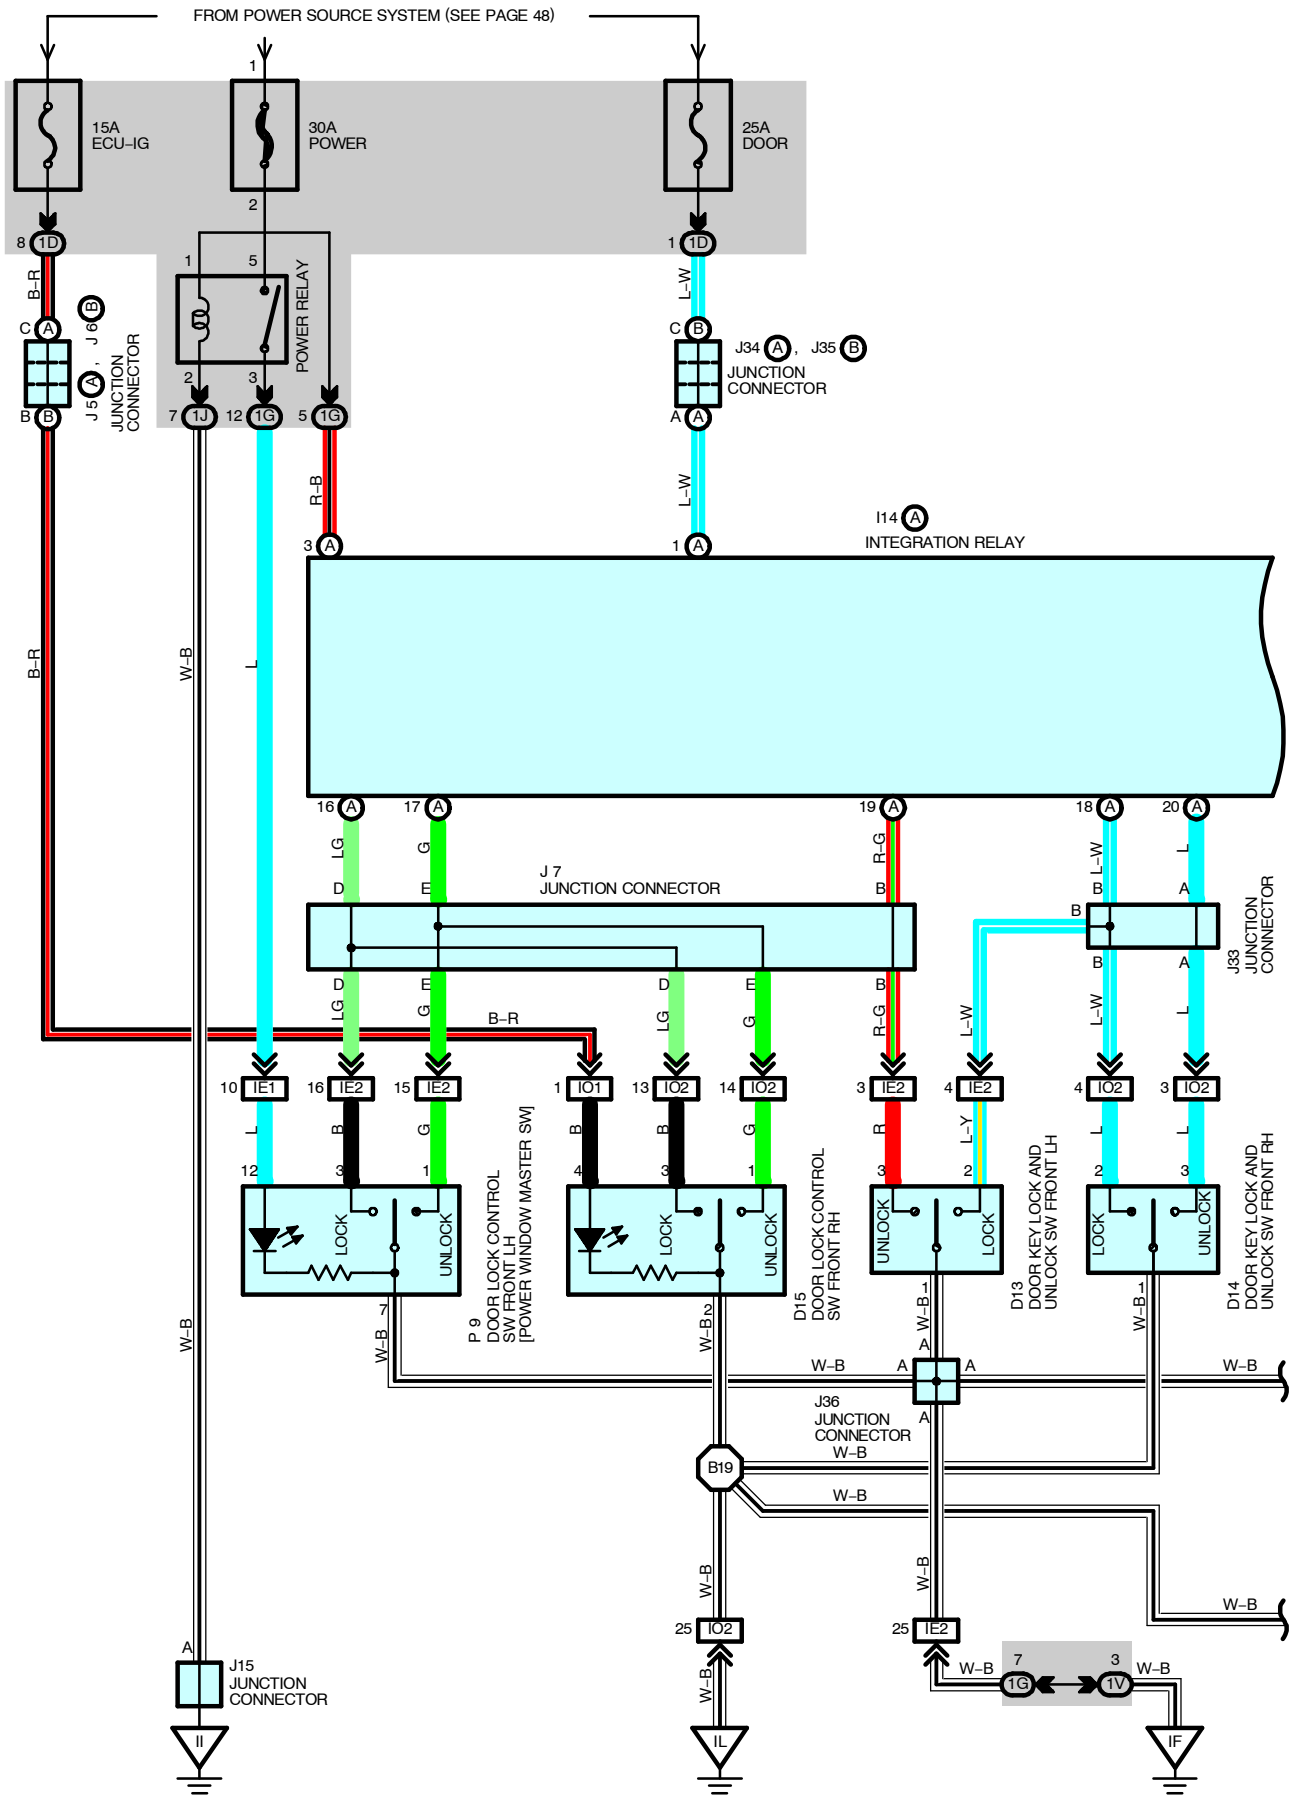 FROM POWER SOURCE SYSTEM (SEE PAGE 48)
1
15A
ECU-IG
30A
POWER
25A
DOOR
2
8 1D
1 1D
1 5
B-R
L-W
POWER RELAY
C A
J 5 A , J 6 B
JUNCTION
CONNECTOR
B B
C B
J34 A , J35 B
JUNCTION
CONNECTOR
A A
2 3
7 1J
12 1G
5 1G
R-B
L-W
I14 A
INTEGRATION RELAY
3 A
1 A
B-R
W-B
L
16 A
17 A
19 A
18 A
20 A
LG
G
R-G
L-W
L
J 7
JUNCTION CONNECTOR
D
E
B
B
A
B
J33
JUNCTION
CONNECTOR
D
E
D
E
B
B
A
LG
G
LG
G
R-G
L-W
L-W
L
B-R
10 IE1
16 IE2
15 IE2
1 IO1
13 IO2
14 IO2
3 IE2
4 IE2
4 IO2
3 IO2
L
B
G
B
B
G
R
L-Y
L
L
12
3
1
4
3
1
3
2
2
3
LOCK
UNLOCK
P 9
DOOR LOCK CONTROL
SW FRONT LH
[POWER WINDOW MASTER SW]
LOCK
UNLOCK
D15
DOOR LOCK CONTROL
SW FRONT RH
UNLOCK
LOCK
D13
DOOR KEY LOCK AND
UNLOCK SW FRONT LH
LOCK
UNLOCK
D14
DOOR KEY LOCK AND
UNLOCK SW FRONT RH
7
2
1
1
W-B
W-B
W-B
W-B
W-B
A
W-B
A
A
W-B
J36
JUNCTION
CONNECTOR
A
B19
W-B
W-B
W-B
W-B
W-B
25 IO2
25 IE2
W-B
W-B
7
1G
3
1V
W-B
A
J15
JUNCTION
CONNECTOR
II
IL
IF